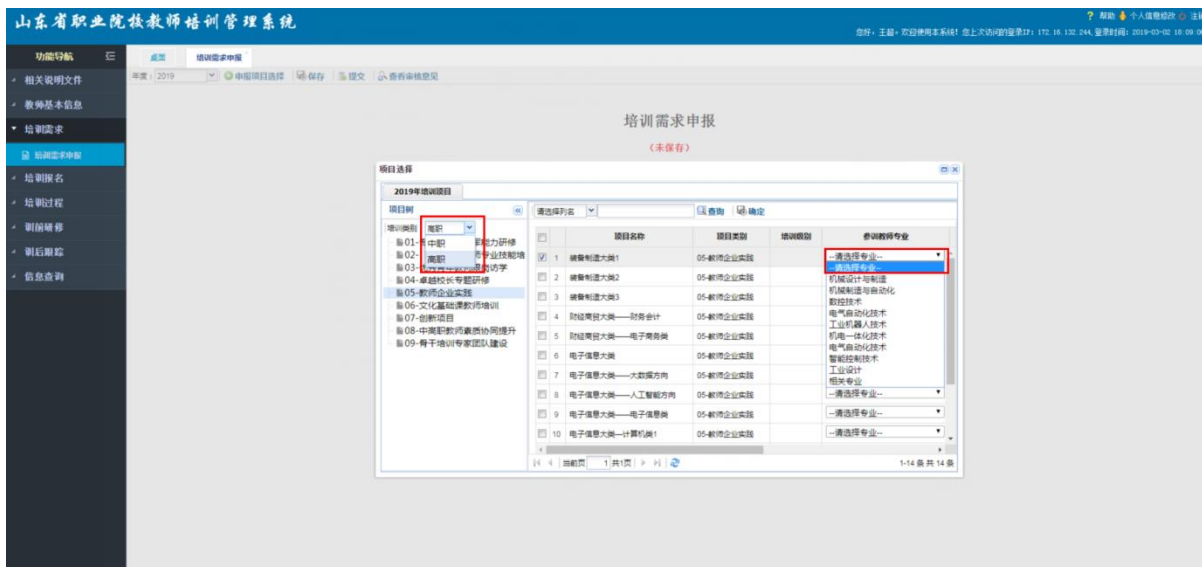 山东省职业院校教师培训管理系统
? 帮助 个人信息修改
您好，王超，欢迎使用本系统！您上次访问的登录IP：172.16.132.244,登录时间：2019-03-02 18:09:0
功能导航
桌面 培训需求申报
年度：2019 申报项目选择 保存 提交 查看审核意见
相关说明文件
教师基本信息
培训需求
培训需求申报
培训报名
培训过程
训前研修
训后跟踪
信息查询
培训需求申报
（未保存）
项目选择
2019年培训项目
项目树
培训类别 高职
中职
高职
01-
02-
03-
04-卓越校长专题研修
05-教师企业实践
06-文化基础课教师培训
07-创新项目
08-中高职教师素质协同提升
09-骨干培训专家团队建设
请选择列名 查询 确定
项目名称 项目类别 培训级别 参训教师专业
1 装备制造大类1 05-教师企业实践 --请选择专业--
2 装备制造大类2 05-教师企业实践
3 装备制造大类3 05-教师企业实践
4 财经商贸大类——财务会计 05-教师企业实践
5 财经商贸大类——电子商务类 05-教师企业实践
6 电子信息大类 05-教师企业实践
7 电子信息大类——大数据方向 05-教师企业实践
8 电子信息大类——人工智能方向 05-教师企业实践 --请选择专业--
9 电子信息大类——电子信息类 05-教师企业实践 --请选择专业--
10 电子信息大类—计算机类1 05-教师企业实践 --请选择专业--
--请选择专业--
机械设计与制造
机械制造与自动化
数控技术
电气自动化技术
工业机器人技术
机电一体化技术
电气自动化技术
智能控制技术
工业设计
相关专业
当前页 1 共1页
1-14 条 共 14 条